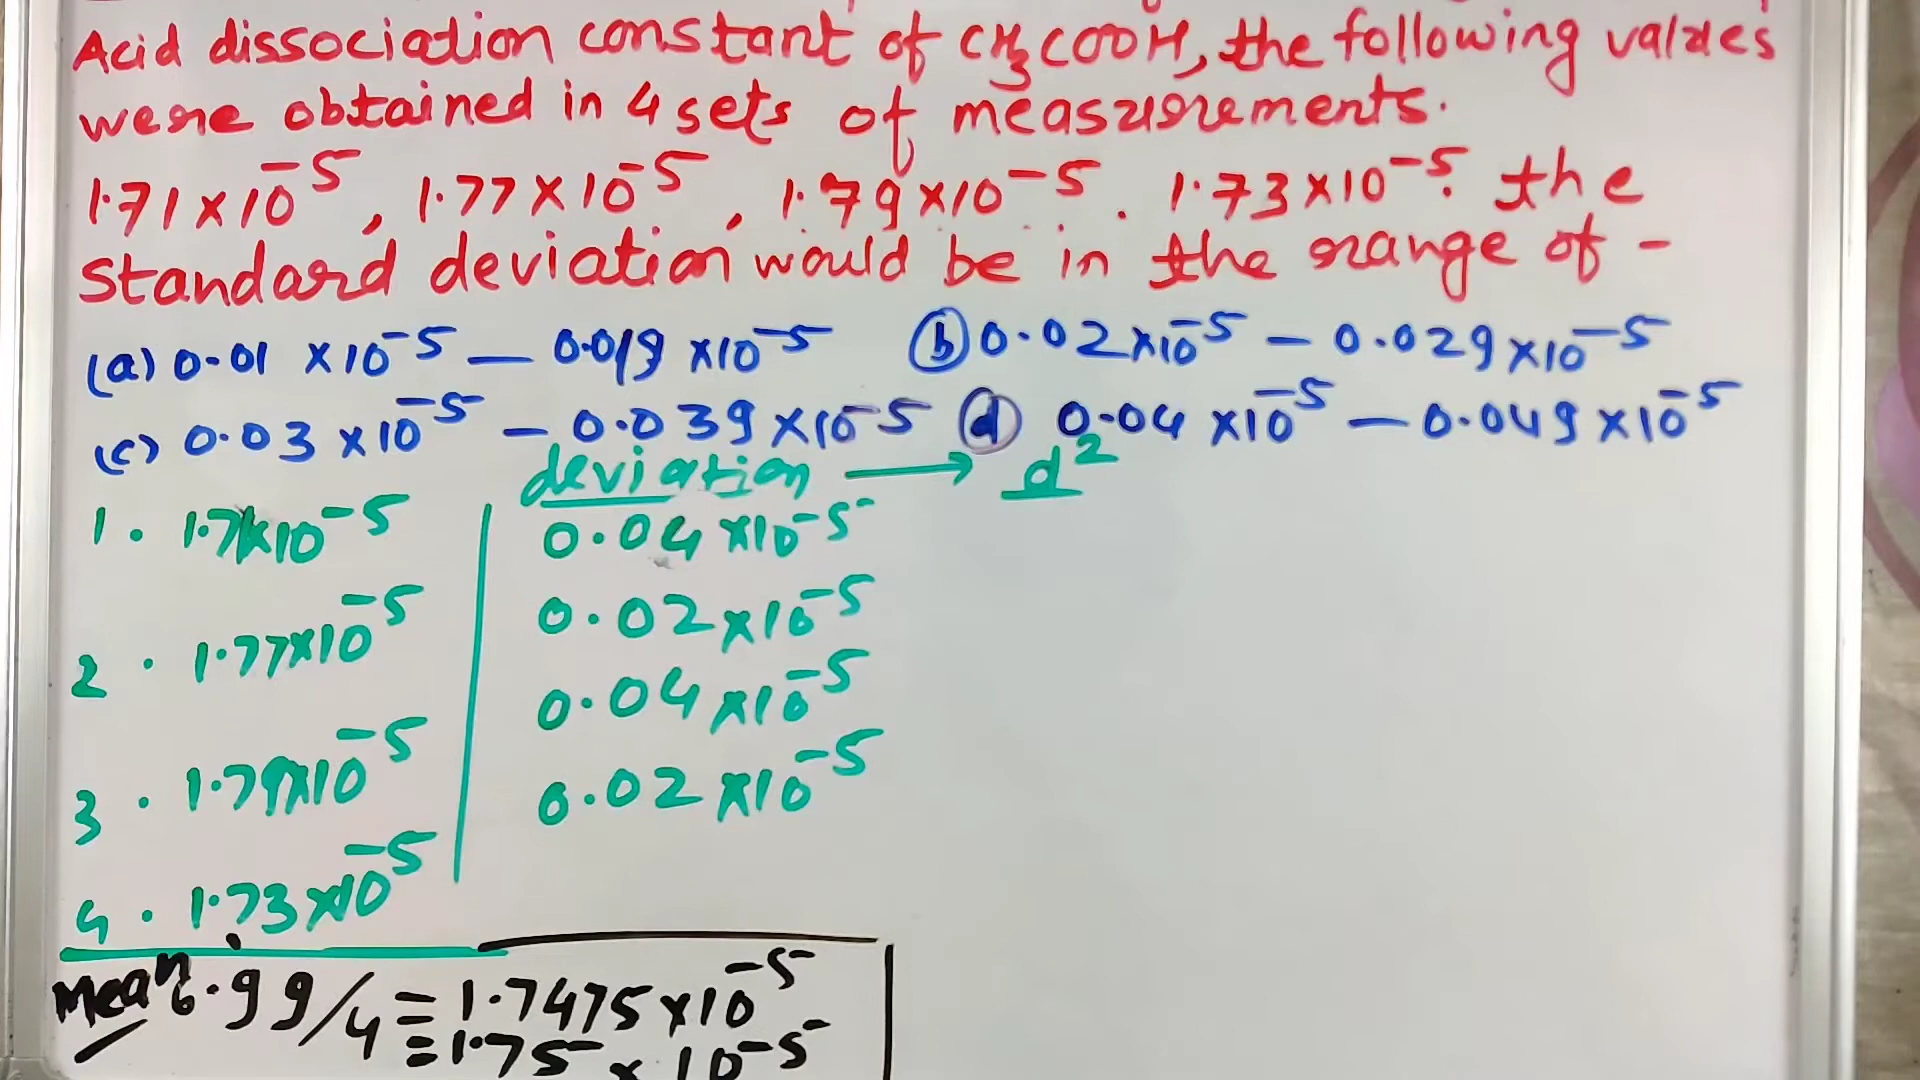 Acid dissociation constant of CH3COOH, the following values
were obtained in 4 sets of measurements.
1.71×10⁻⁵, 1.77×10⁻⁵, 1.79×10⁻⁵. 1.73×10⁻⁵. the
standard deviation would be in the range of -
(a) 0.01 ×10⁻⁵ — 0.019 ×10⁻⁵ (b) 0.02×10⁻⁵ — 0.029×10⁻⁵
(c) 0.03 ×10⁻⁵ — 0.039×10⁻⁵ (d) 0.04 ×10⁻⁵ — 0.049×10⁻⁵
deviation → d²
1. 1.71×10⁻⁵ 0.04×10⁻⁵
2. 1.77×10⁻⁵ 0.02×10⁻⁵
3. 1.79×10⁻⁵ 0.04×10⁻⁵
4. 1.73×10⁻⁵ 0.02×10⁻⁵
Mean 6.99/4 = 1.7475×10⁻⁵
= 1.75 × 10⁻⁵